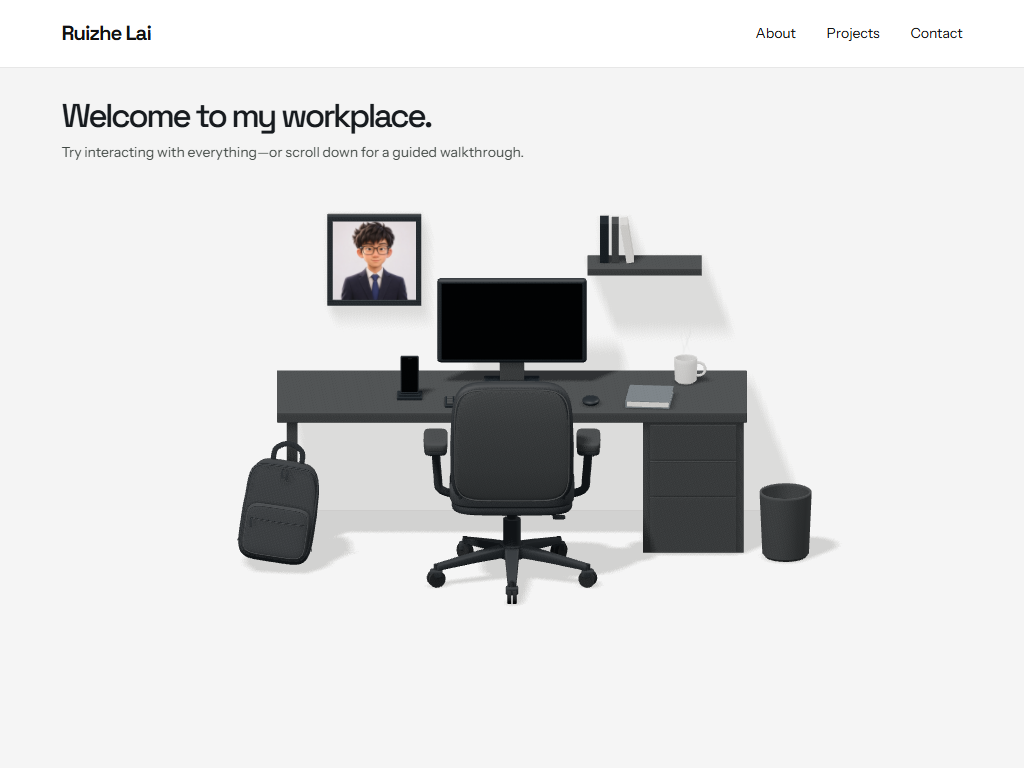 Ruizhe Lai
About Projects Contact
Welcome to my workplace.
Try interacting with everything—or scroll down for a guided walkthrough.